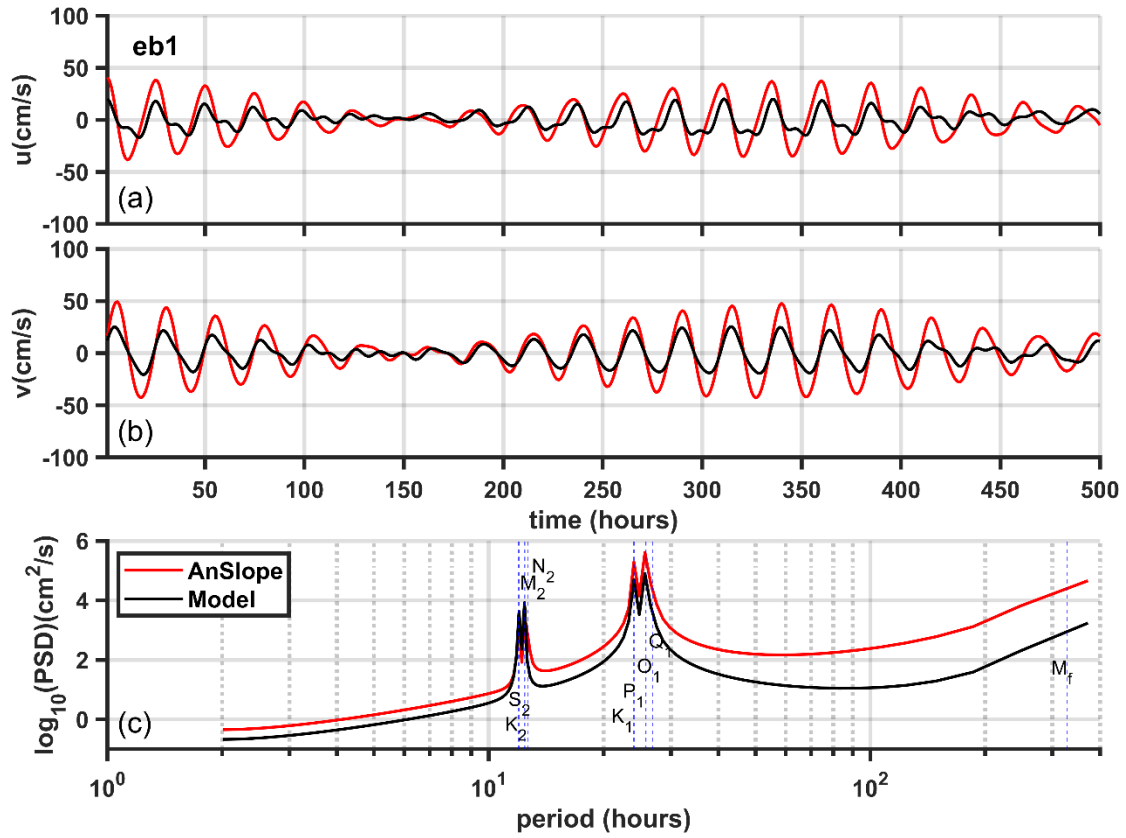 100
50
0
-50
-100
u(cm/s)
eb1
(a)
100
50
0
-50
-100
v(cm/s)
(b)
50 100 150 200 250 300 350 400 450 500
time (hours)
6
4
2
0
log₁₀(PSD)(cm²/s)
AnSlope
Model
N₂
M₂
S₂
K₂
Q₁
O₁
P₁
K₁
M_f
(c)
10⁰ 10¹ 10²
period (hours)